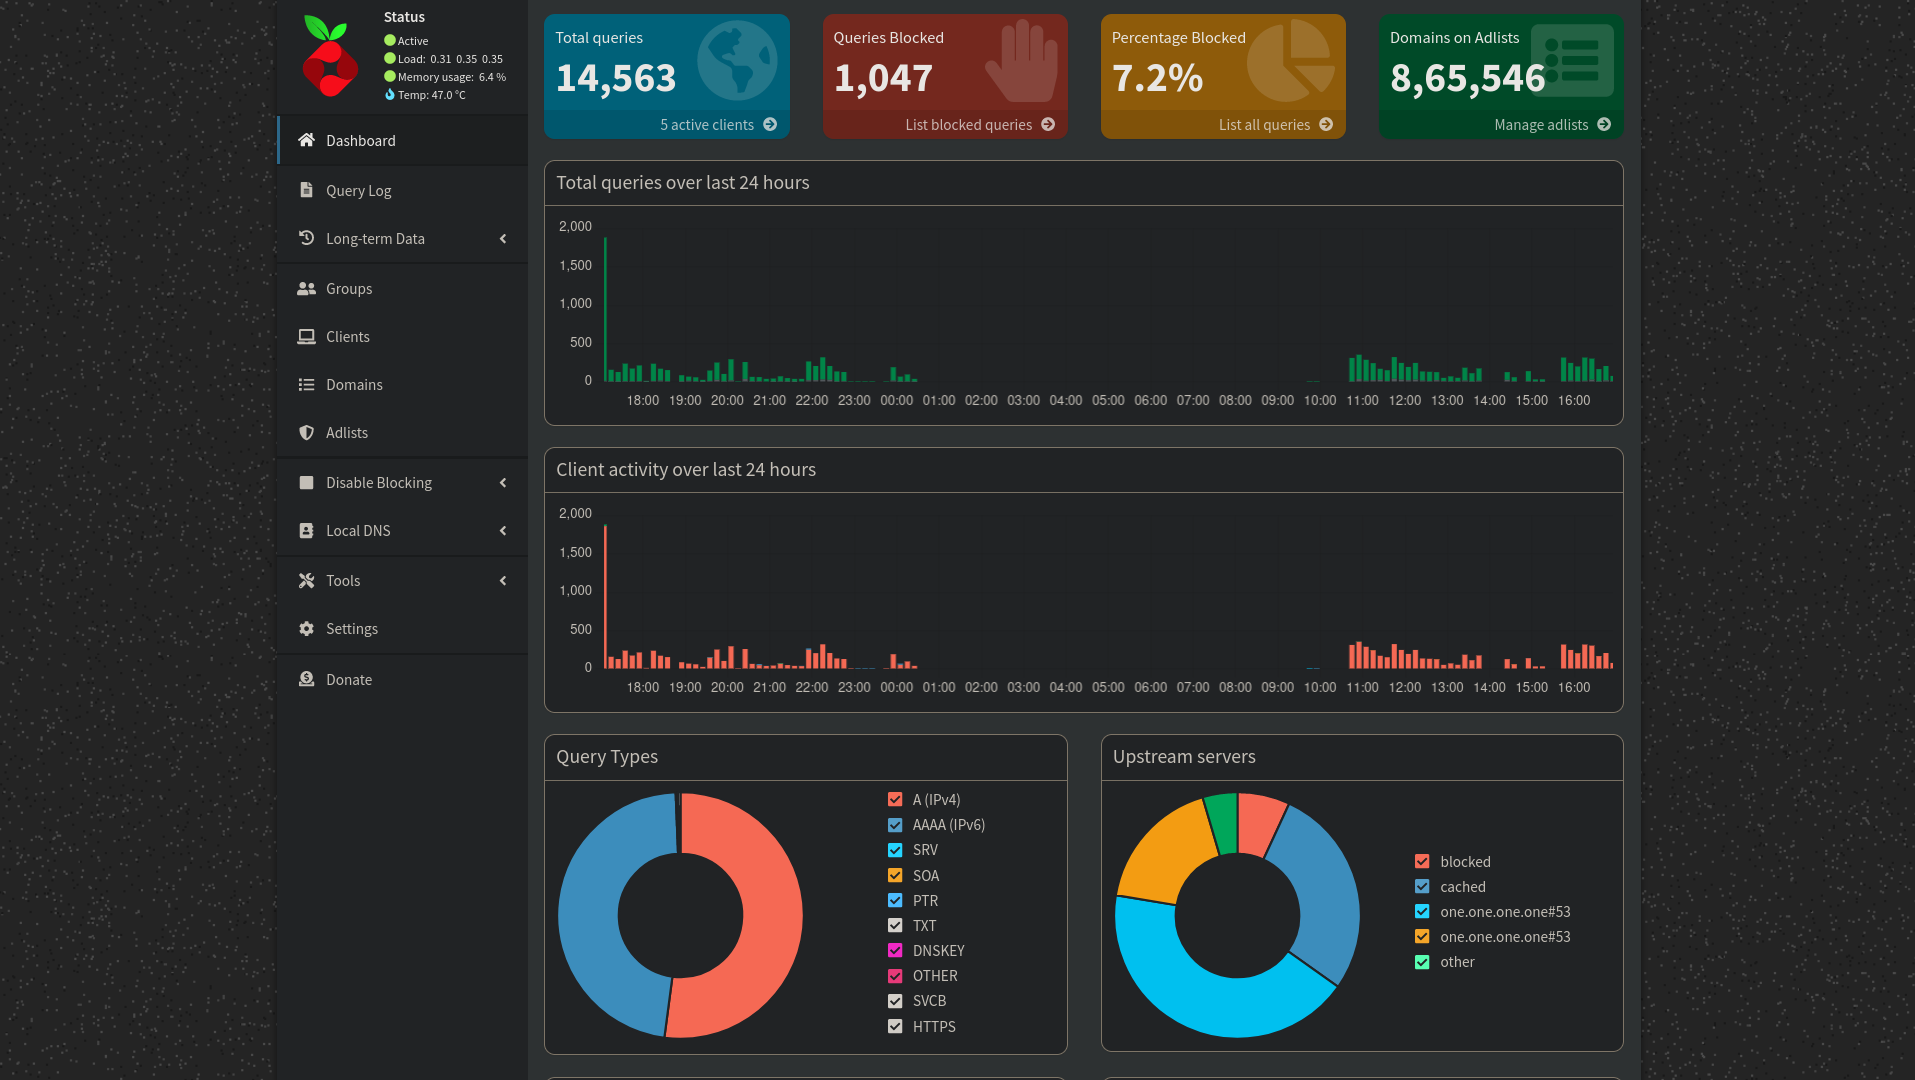 Status
Active
Load: 0.31 0.35 0.35
Memory usage: 6.4 %
Temp: 47.0 °C
Dashboard
Query Log
Long-term Data
Groups
Clients
Domains
Adlists
Disable Blocking
Local DNS
Tools
Settings
Donate
Total queries
14,563
5 active clients
Queries Blocked
1,047
List blocked queries
Percentage Blocked
7.2%
List all queries
Domains on Adlists
8,65,546
Manage adlists
Total queries over last 24 hours
2,000
1,500
1,000
500
0
18:00 19:00 20:00 21:00 22:00 23:00 00:00 01:00 02:00 03:00 04:00 05:00 06:00 07:00 08:00 09:00 10:00 11:00 12:00 13:00 14:00 15:00 16:00
Client activity over last 24 hours
2,000
1,500
1,000
500
0
18:00 19:00 20:00 21:00 22:00 23:00 00:00 01:00 02:00 03:00 04:00 05:00 06:00 07:00 08:00 09:00 10:00 11:00 12:00 13:00 14:00 15:00 16:00
Query Types
A (IPv4)
AAAA (IPv6)
SRV
SOA
PTR
TXT
DNSKEY
OTHER
SVCB
HTTPS
Upstream servers
blocked
cached
one.one.one.one#53
one.one.one.one#53
other